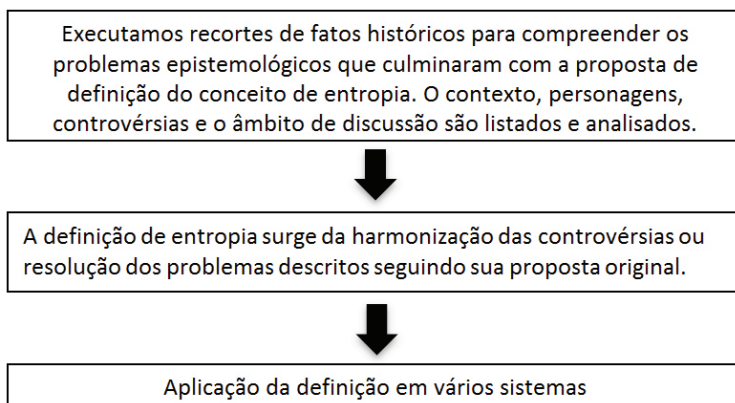 Executamos recortes de fatos históricos para compreender os
problemas epistemológicos que culminaram com a proposta de
definição do conceito de entropia. O contexto, personagens,
controvérsias e o âmbito de discussão são listados e analisados.
A definição de entropia surge da harmonização das controvérsias ou
resolução dos problemas descritos seguindo sua proposta original.
Aplicação da definição em vários sistemas